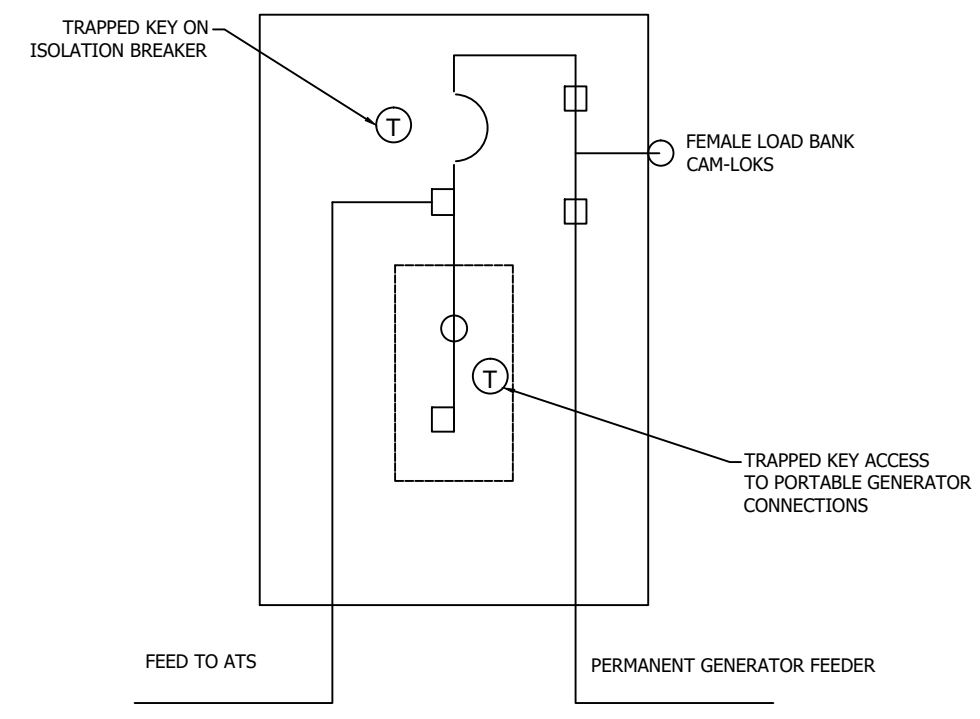 TRAPPED KEY ON
ISOLATION BREAKER
T
FEMALE LOAD BANK
CAM-LOKS
T
TRAPPED KEY ACCESS
TO PORTABLE GENERATOR
CONNECTIONS
FEED TO ATS
PERMANENT GENERATOR FEEDER